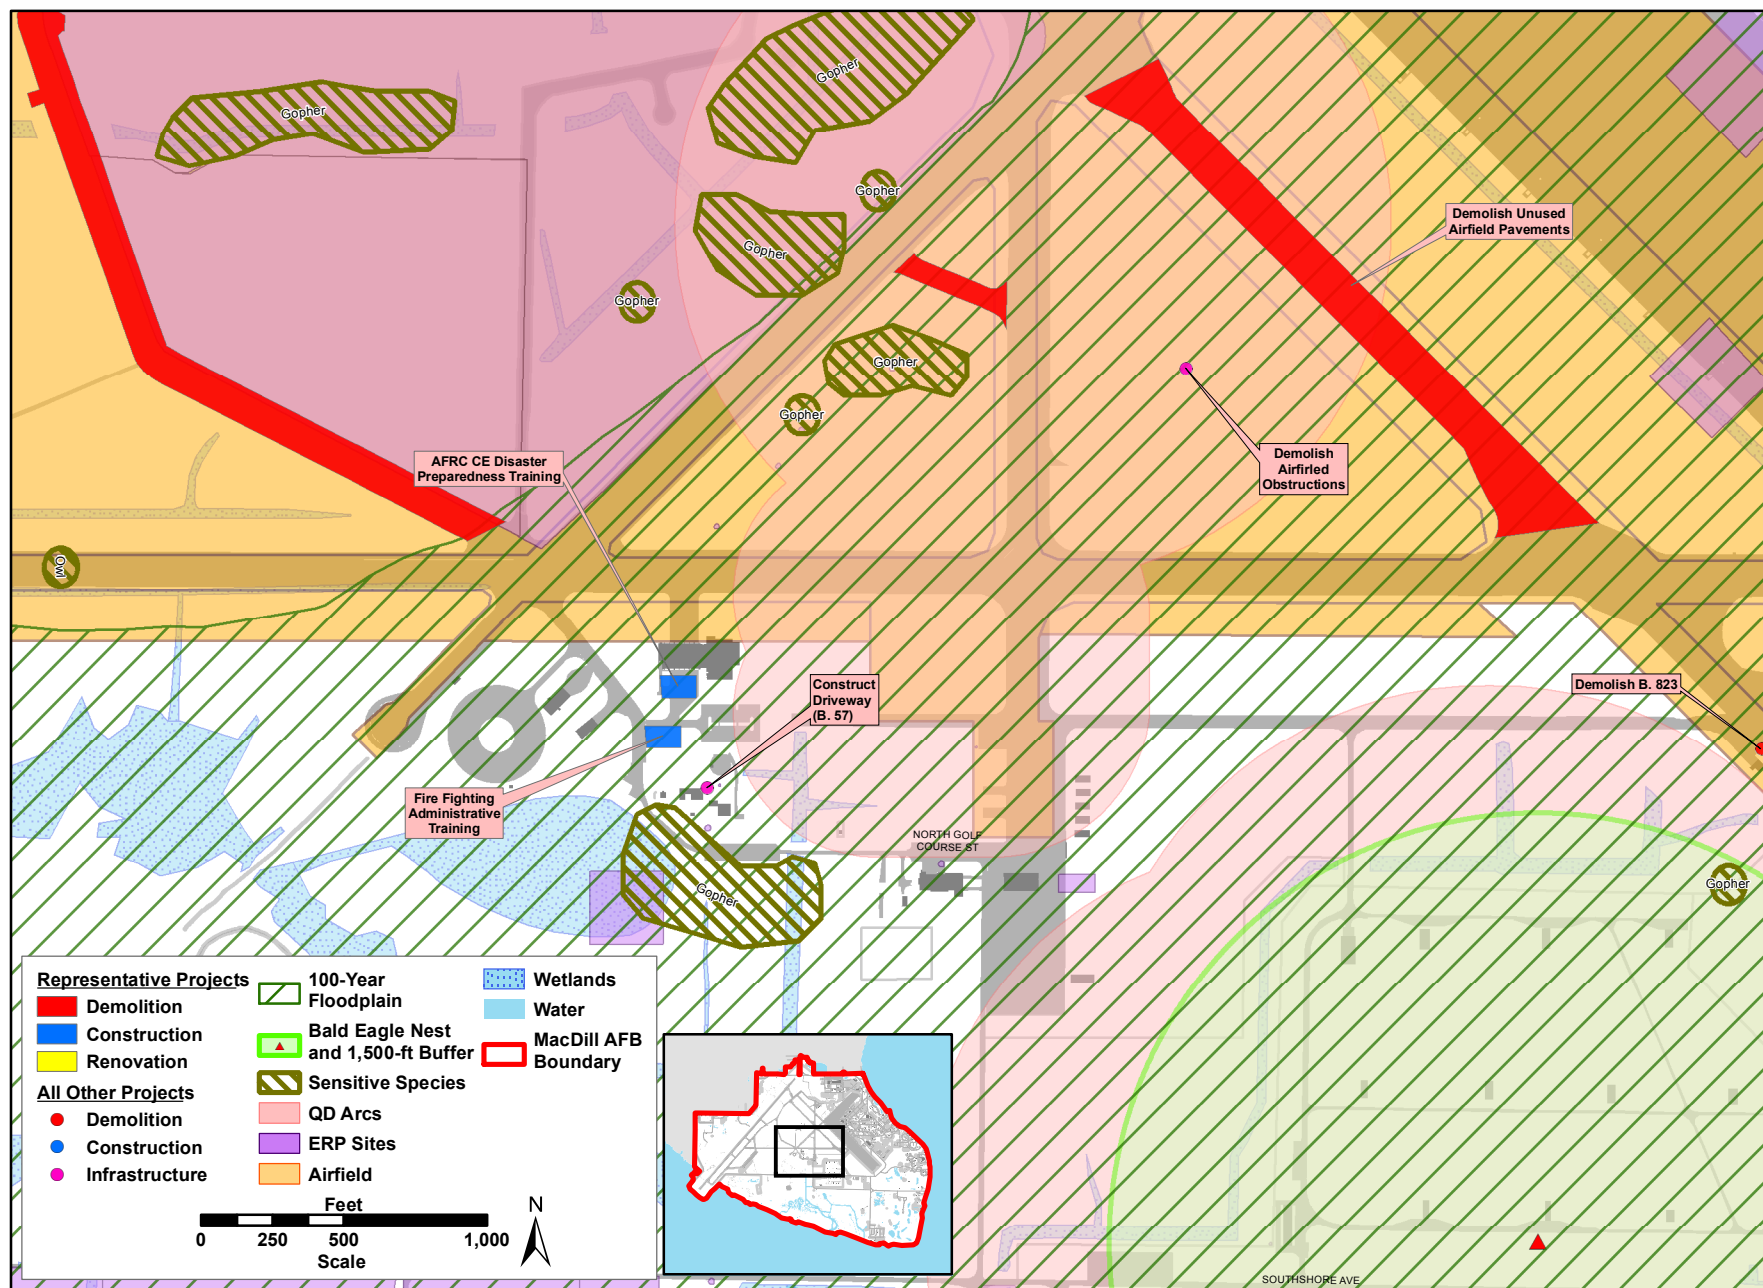 Gopher
Gopher
Gopher
Gopher
Gopher
Gopher
Gopher
Demolish Unused
Airfield Pavements
AFRC CE Disaster
Preparedness Training
Demolish
Airfirled
Obstructions
Owl
Construct
Driveway
(B. 57)
Demolish B. 823
Fire Fighting
Administrative
Training
NORTH GOLF
COURSE ST
Gopher
Gopher
Representative Projects
Demolition
Construction
Renovation
All Other Projects
Demolition
Construction
Infrastructure
100-Year
Floodplain
Bald Eagle Nest
and 1,500-ft Buffer
Sensitive Species
QD Arcs
ERP Sites
Airfield
Wetlands
Water
MacDill AFB
Boundary
Feet
0 250 500 1,000
Scale
N
SOUTHSHORE AVE